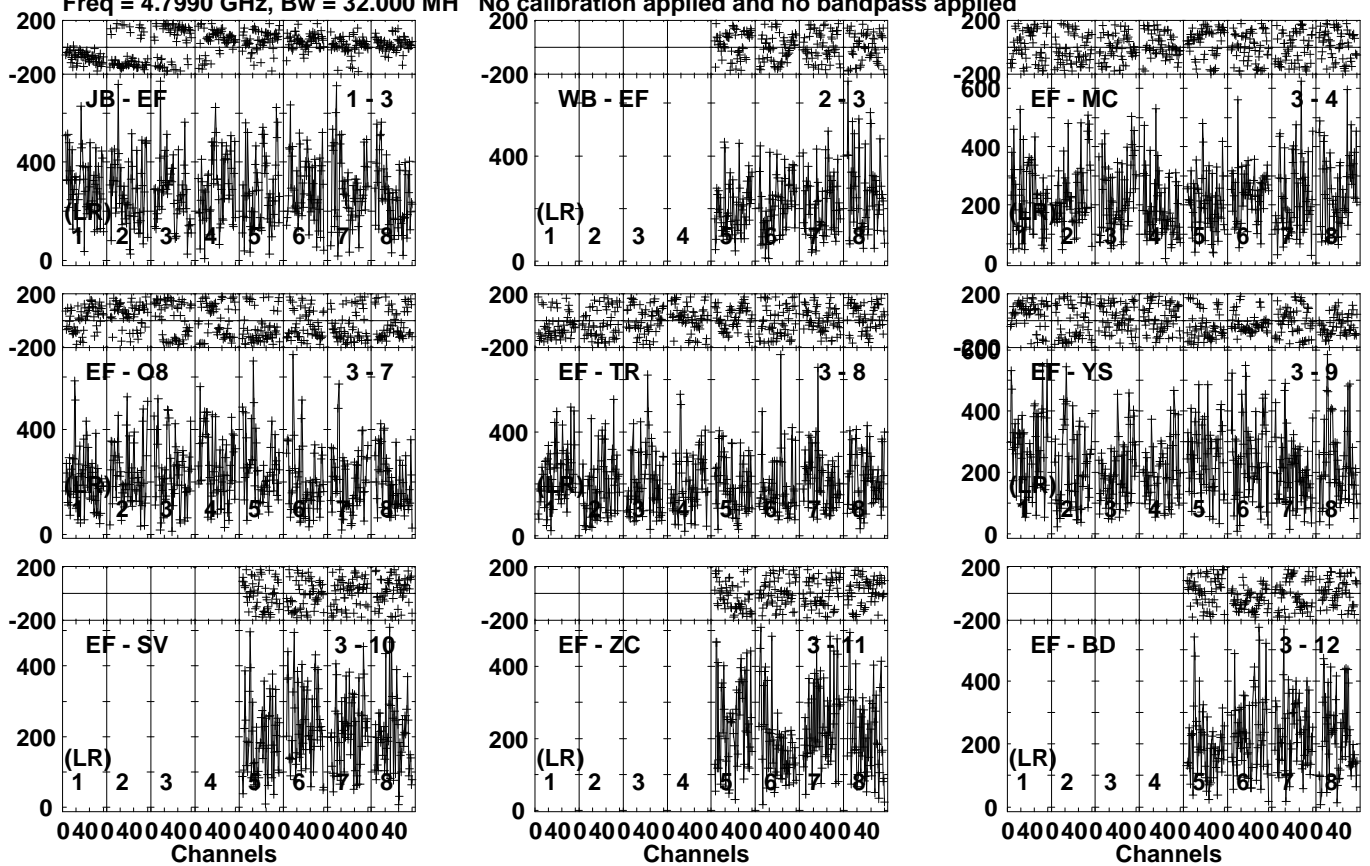 Freq = 4.7990 GHz, Bw = 32.000 MH No calibration applied and no bandpass applied
200
-200
JB - EF 1 - 3
400
(LR)
1 2 3 4 5 6 7 8
0
WB - EF 2 - 3
400
(LR)
1 2 3 4 5 6 7 8
0
200
-200
600
EF - MC 3 - 4
400
200
(LR)
1 2 3 4 5 6 7 8
0
200
-200
EF - O8 3 - 7
400
(LR)
1 2 3 4 5 6 7 8
0
EF - TR 3 - 8
400
(LR)
1 2 3 4 5 6 7 8
0
200
-200
600
EF - YS 3 - 9
400
200
(LR)
1 2 3 4 5 6 7 8
0
200
-200
EF - SV 3 - 10
400
200
(LR)
1 2 3 4 5 6 7 8
0
0 40 0 40 0 40 0 40 0 40 0 40 0 40 0 40
Channels
EF - ZC 3 - 11
400
200
(LR)
1 2 3 4 5 6 7 8
0
0 40 0 40 0 40 0 40 0 40 0 40 0 40 0 40
Channels
200
-200
EF - BD 3 - 12
400
200
(LR)
1 2 3 4 5 6 7 8
0
0 40 0 40 0 40 0 40 0 40 0 40 0 40 0 40
Channels